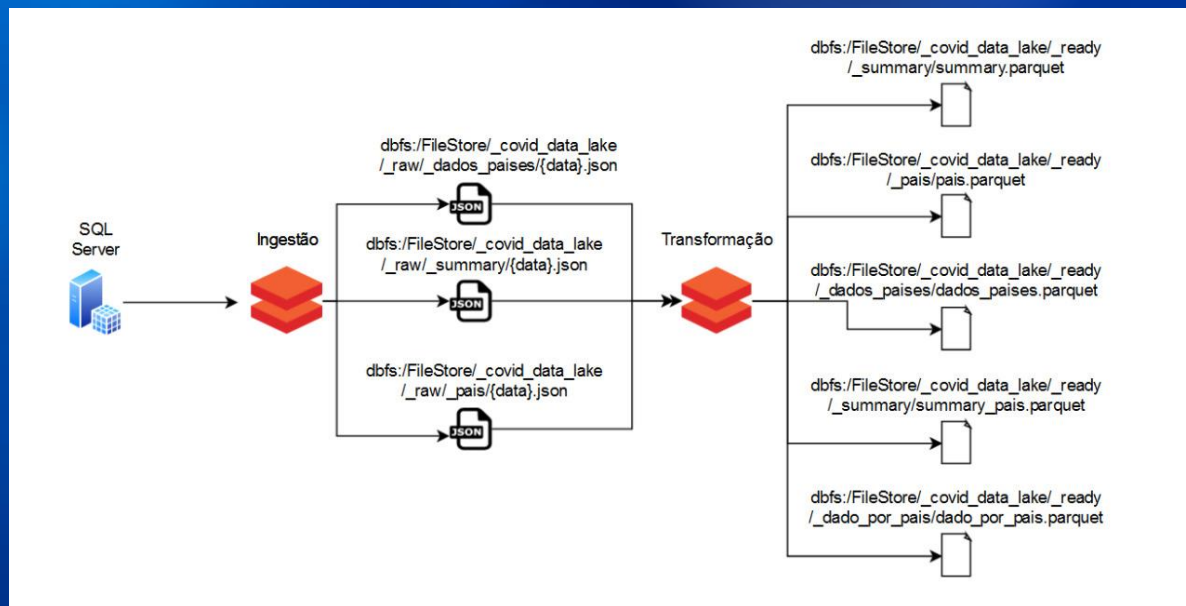 SQL
Server
Ingestão
dbfs:/FileStore/_covid_data_lake
/_raw/_dados_paises/{data}.json
JSON
dbfs:/FileStore/_covid_data_lake
/_raw/_summary/{data}.json
JSON
dbfs:/FileStore/_covid_data_lake
/_raw/_pais/{data}.json
JSON
Transformação
dbfs:/FileStore/_covid_data_lake/_ready
/_summary/summary.parquet
dbfs:/FileStore/_covid_data_lake/_ready
/_pais/pais.parquet
dbfs:/FileStore/_covid_data_lake/_ready
/_dados_paises/dados_paises.parquet
dbfs:/FileStore/_covid_data_lake/_ready
/_summary/summary_pais.parquet
dbfs:/FileStore/_covid_data_lake/_ready
/_dado_por_pais/dado_por_pais.parquet